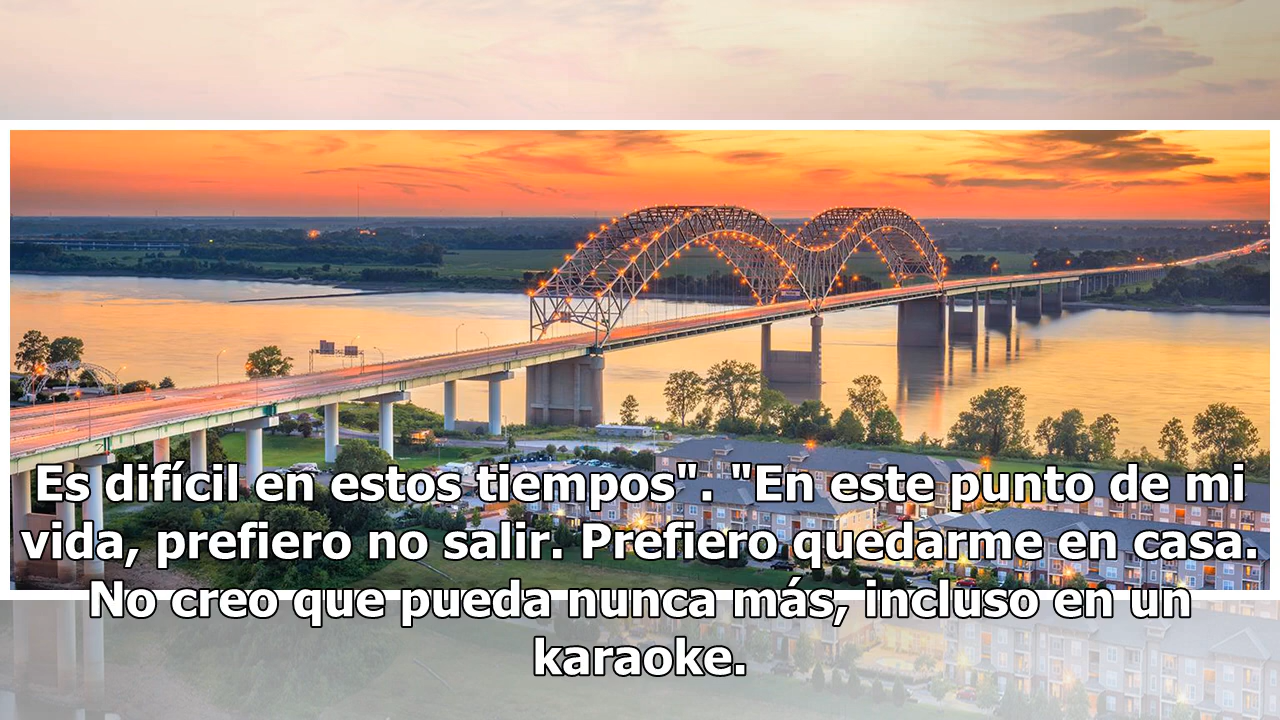 Es difícil en estos tiempos". "En este punto de mi
vida, prefiero no salir. Prefiero quedarme en casa.
No creo que pueda nunca más, incluso en un
karaoke.